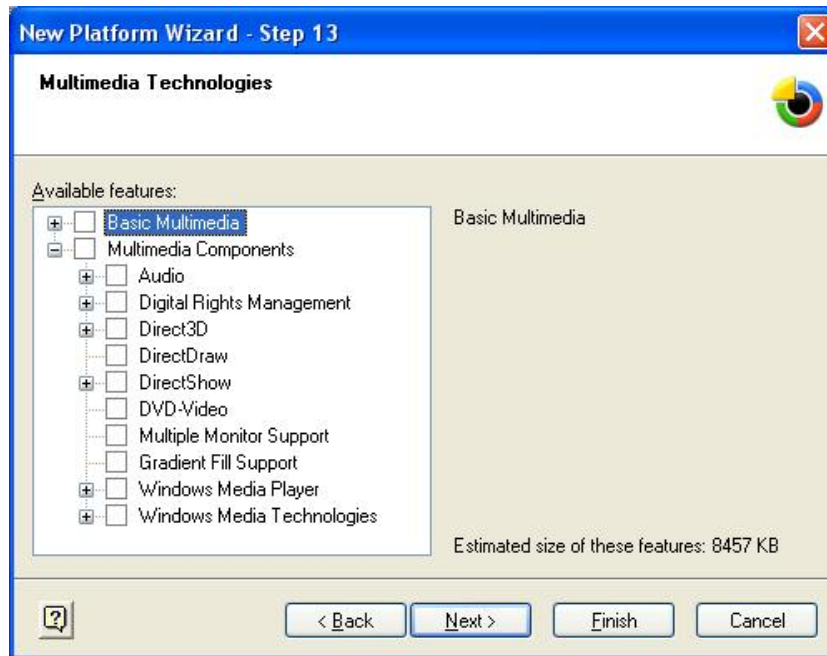 New Platform Wizard - Step 13
Multimedia Technologies
Available features:
Basic Multimedia
Multimedia Components
Audio
Digital Rights Management
Direct3D
DirectDraw
DirectShow
DVD-Video
Multiple Monitor Support
Gradient Fill Support
Windows Media Player
Windows Media Technologies
Basic Multimedia
Estimated size of these features: 8457 KB
? < Back Next > Finish Cancel